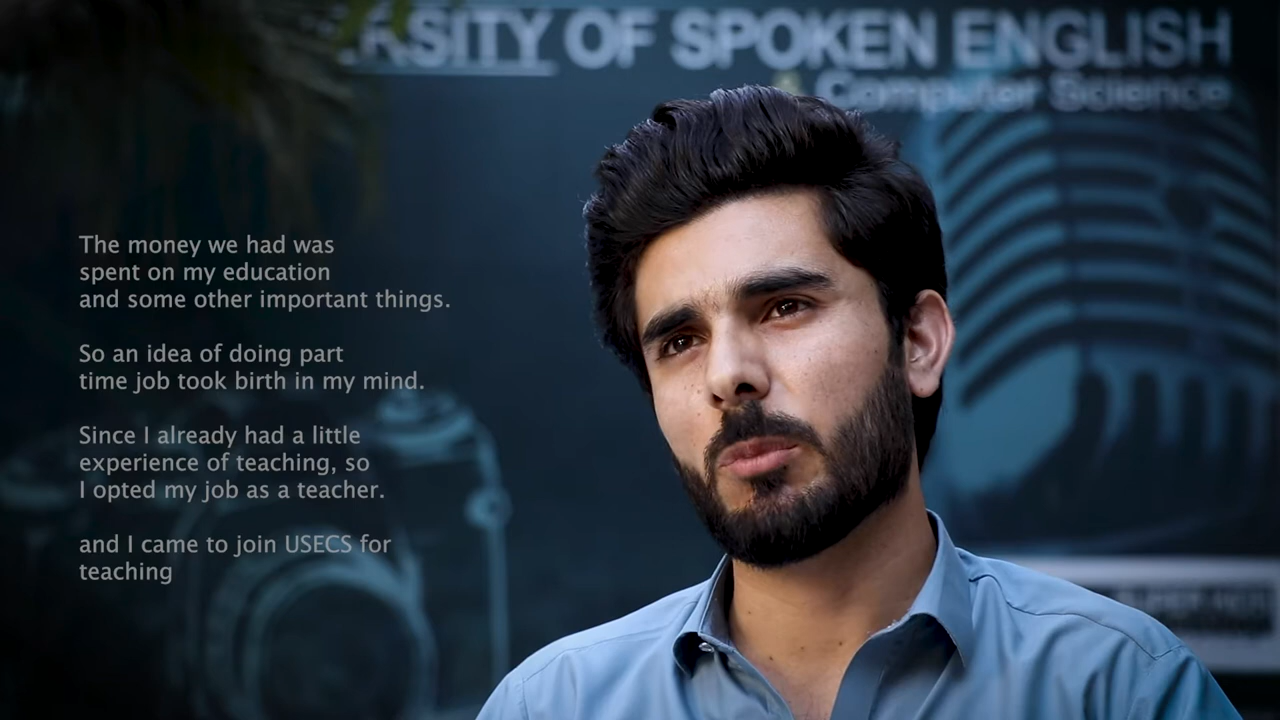 RSITY OF SPOKEN ENGLISH
Computer Science
The money we had was
spent on my education
and some other important things.
So an idea of doing part
time job took birth in my mind.
Since I already had a little
experience of teaching, so
I opted my job as a teacher.
and I came to join USECS for
teaching